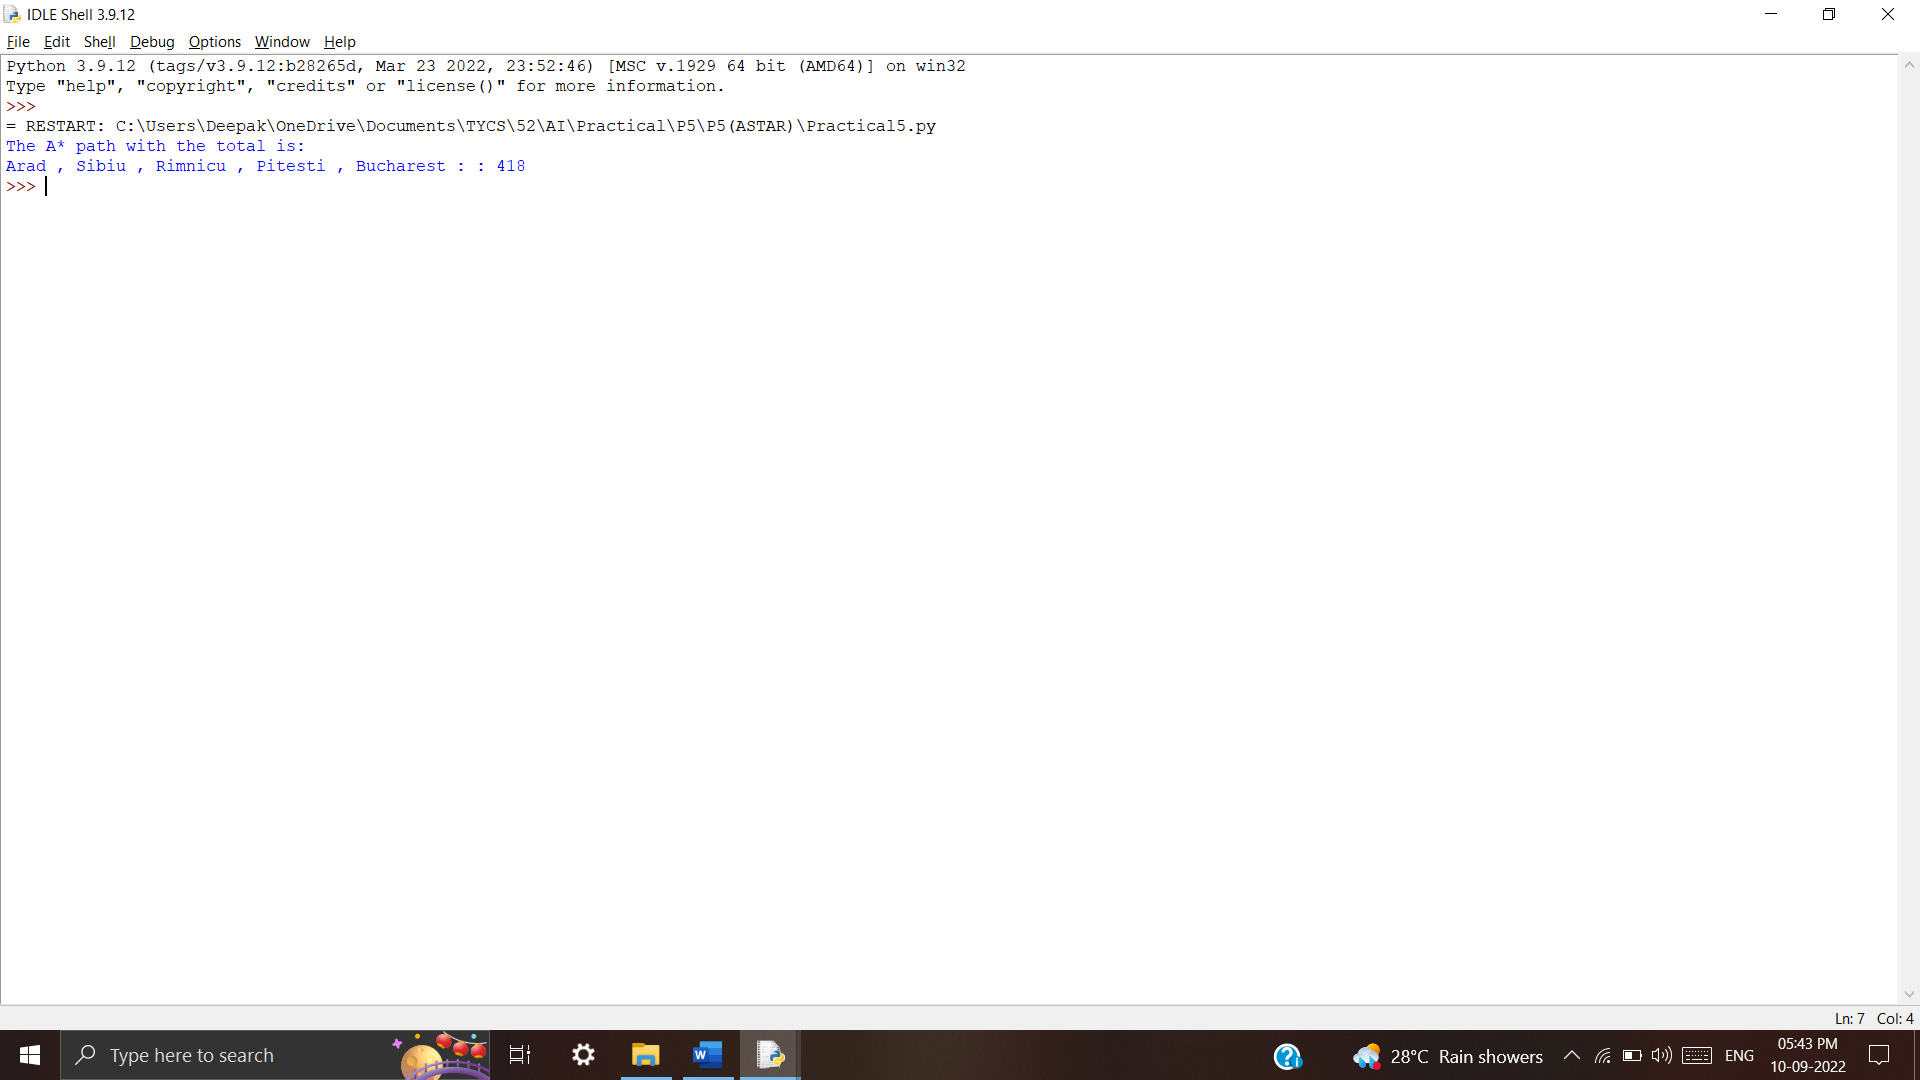 IDLE Shell 3.9.12
File Edit Shell Debug Options Window Help
Python 3.9.12 (tags/v3.9.12:b28265d, Mar 23 2022, 23:52:46) [MSC v.1929 64 bit (AMD64)] on win32
Type "help", "copyright", "credits" or "license()" for more information.
>>>
= RESTART: C:\Users\Deepak\OneDrive\Documents\TYCS\52\AI\Practical\P5\P5(ASTAR)\Practical5.py
The A* path with the total is:
Arad , Sibiu , Rimnicu , Pitesti , Bucharest : : 418
>>>
Ln: 7 Col: 4
Type here to search
28°C Rain showers
ENG
05:43 PM
10-09-2022